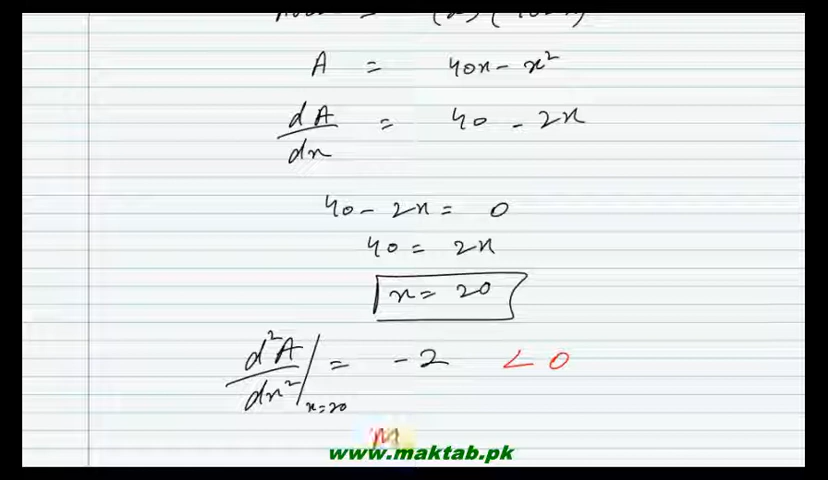 A = 40x - x²
dA/dx = 40 - 2x
40 - 2x = 0
40 = 2x
x = 20
d²A/dx² |x=20 = -2 < 0
M
www.maktab.pk